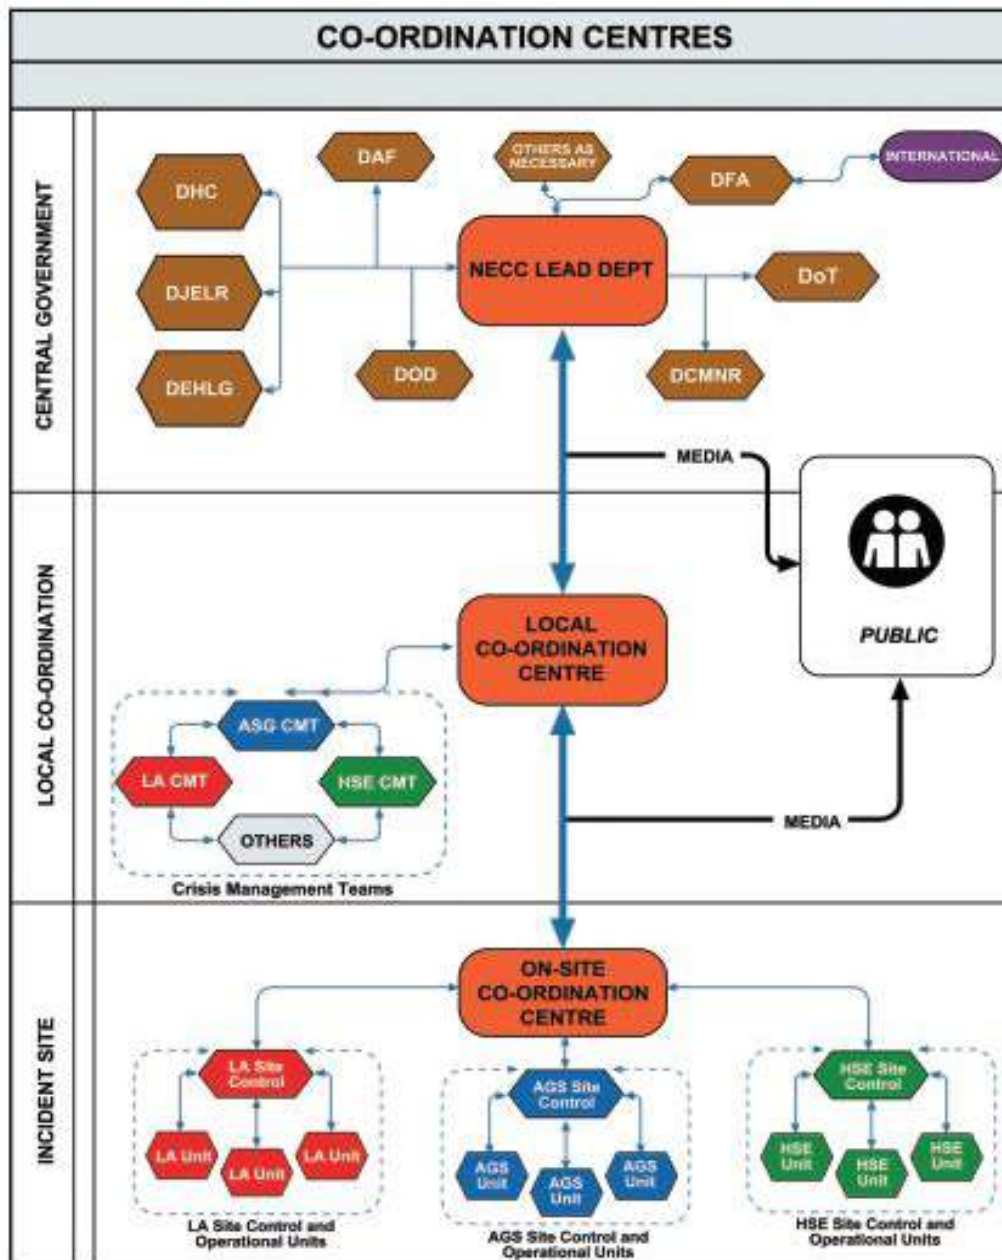 CO-ORDINATION CENTRES
CENTRAL GOVERNMENT
DAF
OTHERS AS
NECESSARY
INTERNATIONAL
DHC
DFA
NECC LEAD DEPT
DoT
DJELR
DEHLG
DOD
DCMNR
MEDIA
PUBLIC
LOCAL CO-ORDINATION
LOCAL
CO-ORDINATION
CENTRE
ASG CMT
LA CMT
HSE CMT
OTHERS
Crisis Management Teams
MEDIA
INCIDENT SITE
ON-SITE
CO-ORDINATION
CENTRE
LA Site
Control
LA Unit
LA Unit
LA Unit
LA Site Control and
Operational Units
AGS Site
Control
AGS
Unit
AGS
Unit
AGS
Unit
AGS Site Control and
Operational Units
HSE Site
Control
HSE
Unit
HSE
Unit
HSE
Unit
HSE Site Control and
Operational Units